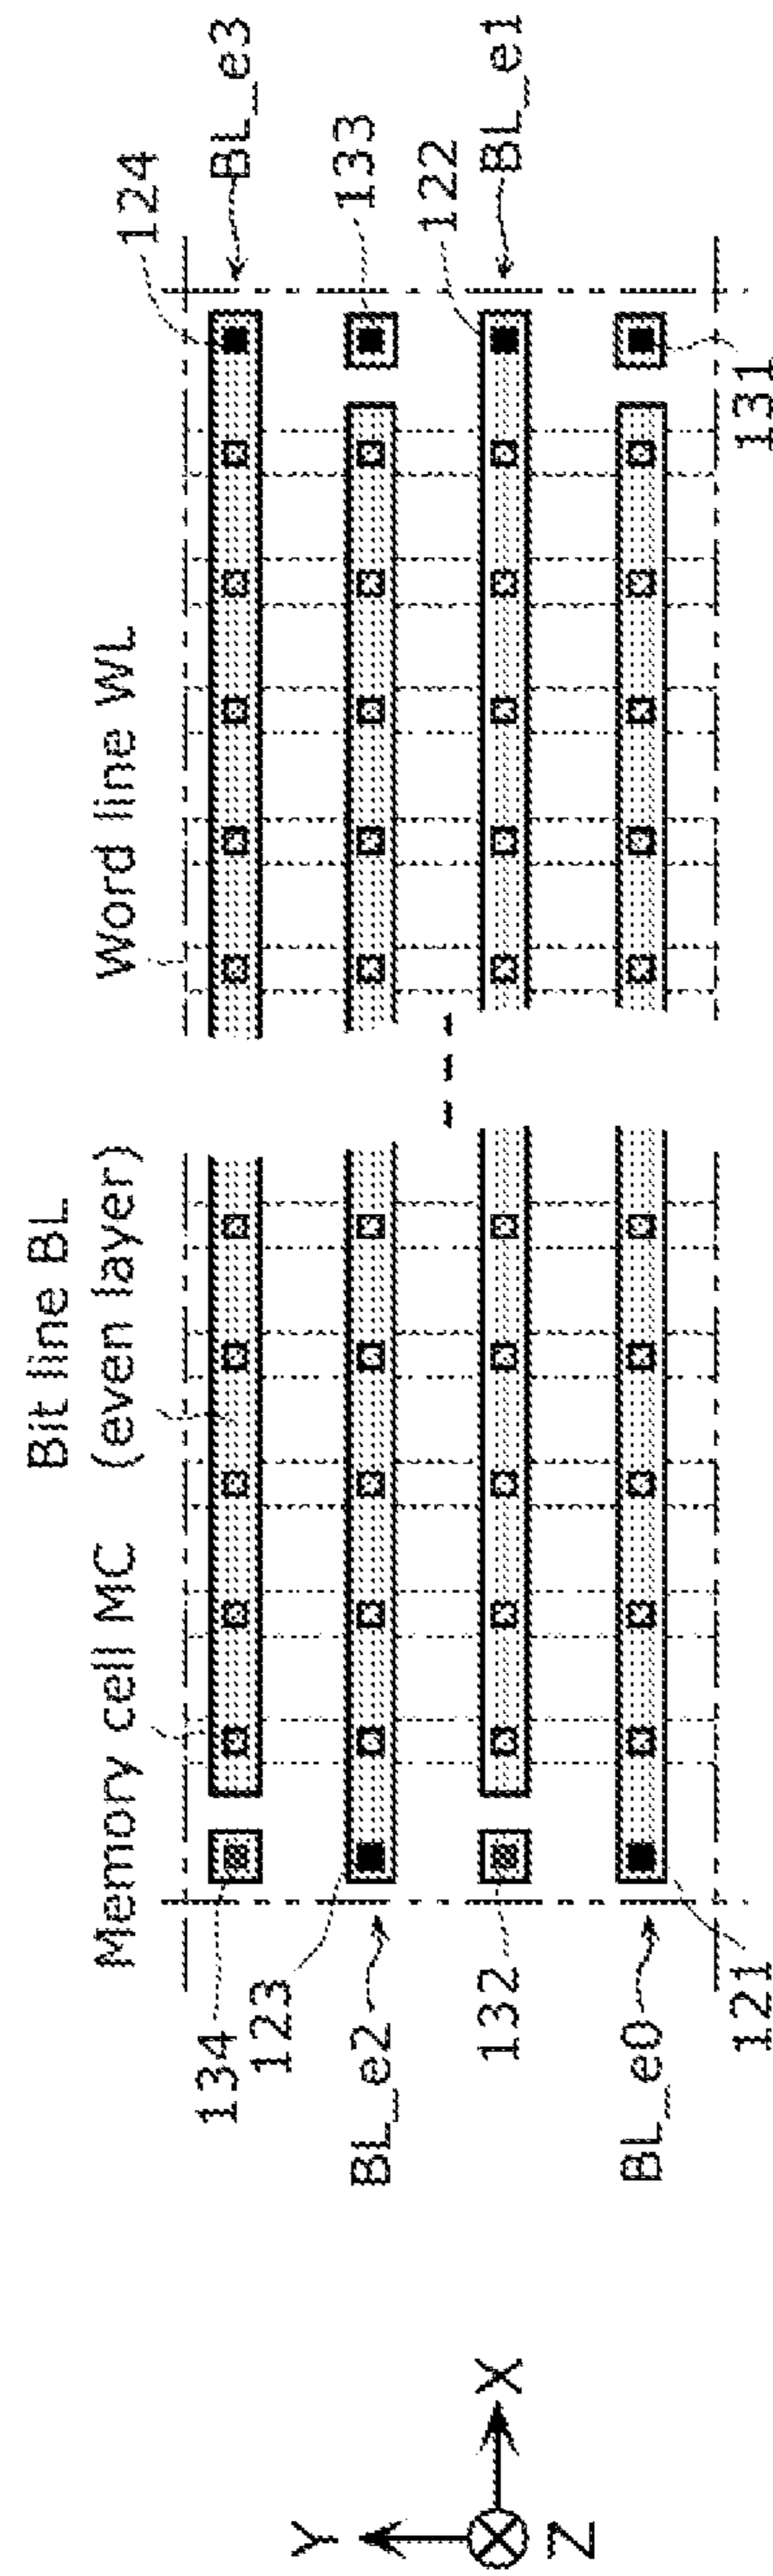 Bit line BL
Memory cell MC
(even layer)
Word line WL
134
123
BL_e2
132
BL_e0
121
124
BL_e3
133
122
BL_e1
131
Y
X
Z